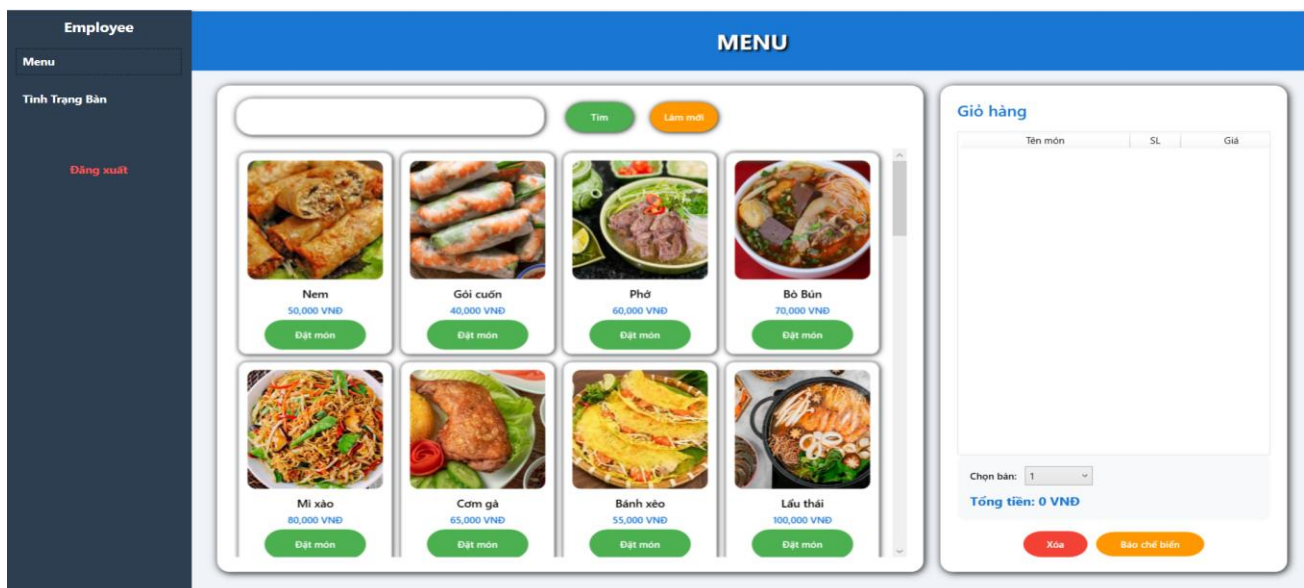 Employee
Menu
Tình Trạng Bàn
Đăng xuất
MENU
Tìm
Làm mới
Nem
50,000 VNĐ
Đặt món
Gỏi cuốn
40,000 VNĐ
Đặt món
Phở
60,000 VNĐ
Đặt món
Bò Bún
70,000 VNĐ
Đặt món
Mì xào
80,000 VNĐ
Đặt món
Cơm gà
65,000 VNĐ
Đặt món
Bánh xèo
55,000 VNĐ
Đặt món
Lẩu thái
100,000 VNĐ
Đặt món
Giỏ hàng
Tên món SL Giá
Chọn bàn: 1
Tổng tiền: 0 VNĐ
Xóa
Báo chế biến